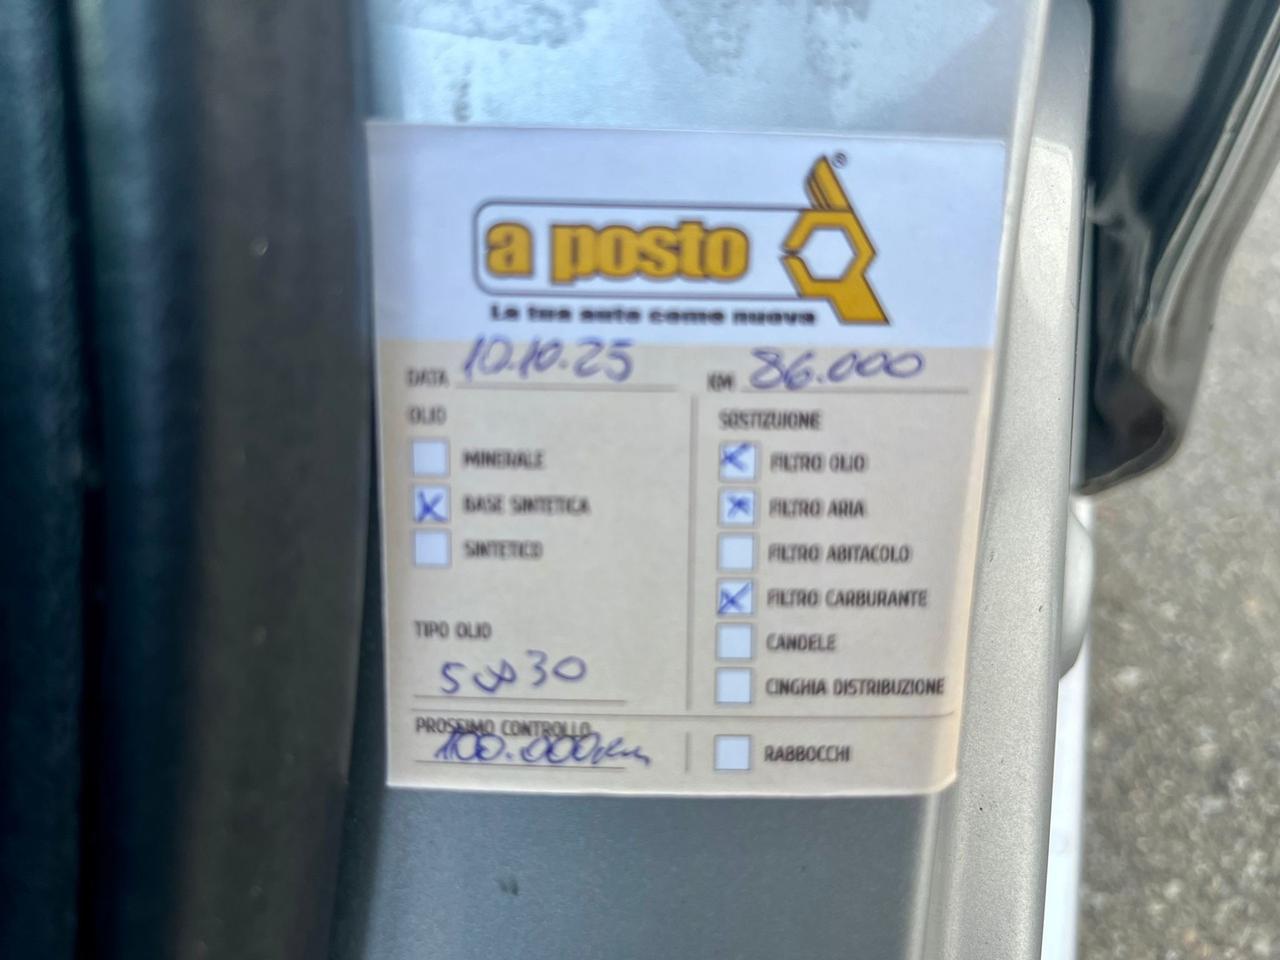 a posto®
La tua auto come nuova
DATA 10.10.25
KM 86.000
OLIO
MINERALE
BASE SINTETICA
SINTETICO
TIPO OLIO
5W30
PROSSIMO CONTROLLO
100.000km
SOSTIZUIONE
FILTRO OLIO
FILTRO ARIA
FILTRO ABITACOLO
FILTRO CARBURANTE
CANDELE
CINGHIA DISTRIBUZIONE
RABBOCCHI